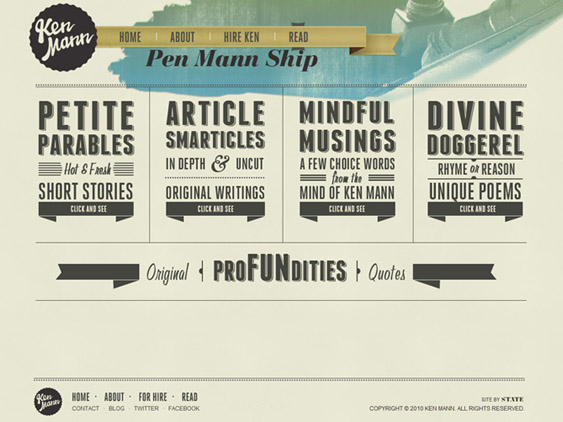 Ken Mann
HOME ABOUT HIRE KEN READ
Pen Mann Ship
PETITE
PARABLES
Hot & Fresh
SHORT STORIES
CLICK AND SEE
ARTICLE
SMARTICLES
IN DEPTH & UNCUT
ORIGINAL WRITINGS
CLICK AND SEE
MINDFUL
MUSINGS
A FEW CHOICE WORDS
from the
MIND OF KEN MANN
CLICK AND SEE
DIVINE
DOGGEREL
RHYME or REASON
UNIQUE POEMS
CLICK AND SEE
Original proFUNdities Quotes
Ken Mann
HOME · ABOUT · FOR HIRE · READ
CONTACT · BLOG · TWITTER · FACEBOOK
SITE BY STATE
COPYRIGHT © 2010 KEN MANN. ALL RIGHTS RESERVED.